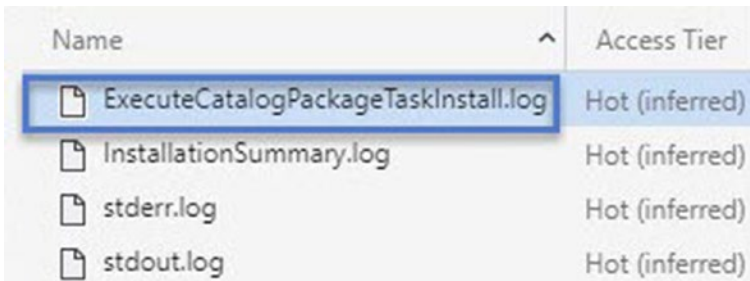 Name Access Tier
ExecuteCatalogPackageTaskInstall.log Hot (inferred)
InstallationSummary.log Hot (inferred)
stderr.log Hot (inferred)
stdout.log Hot (inferred)